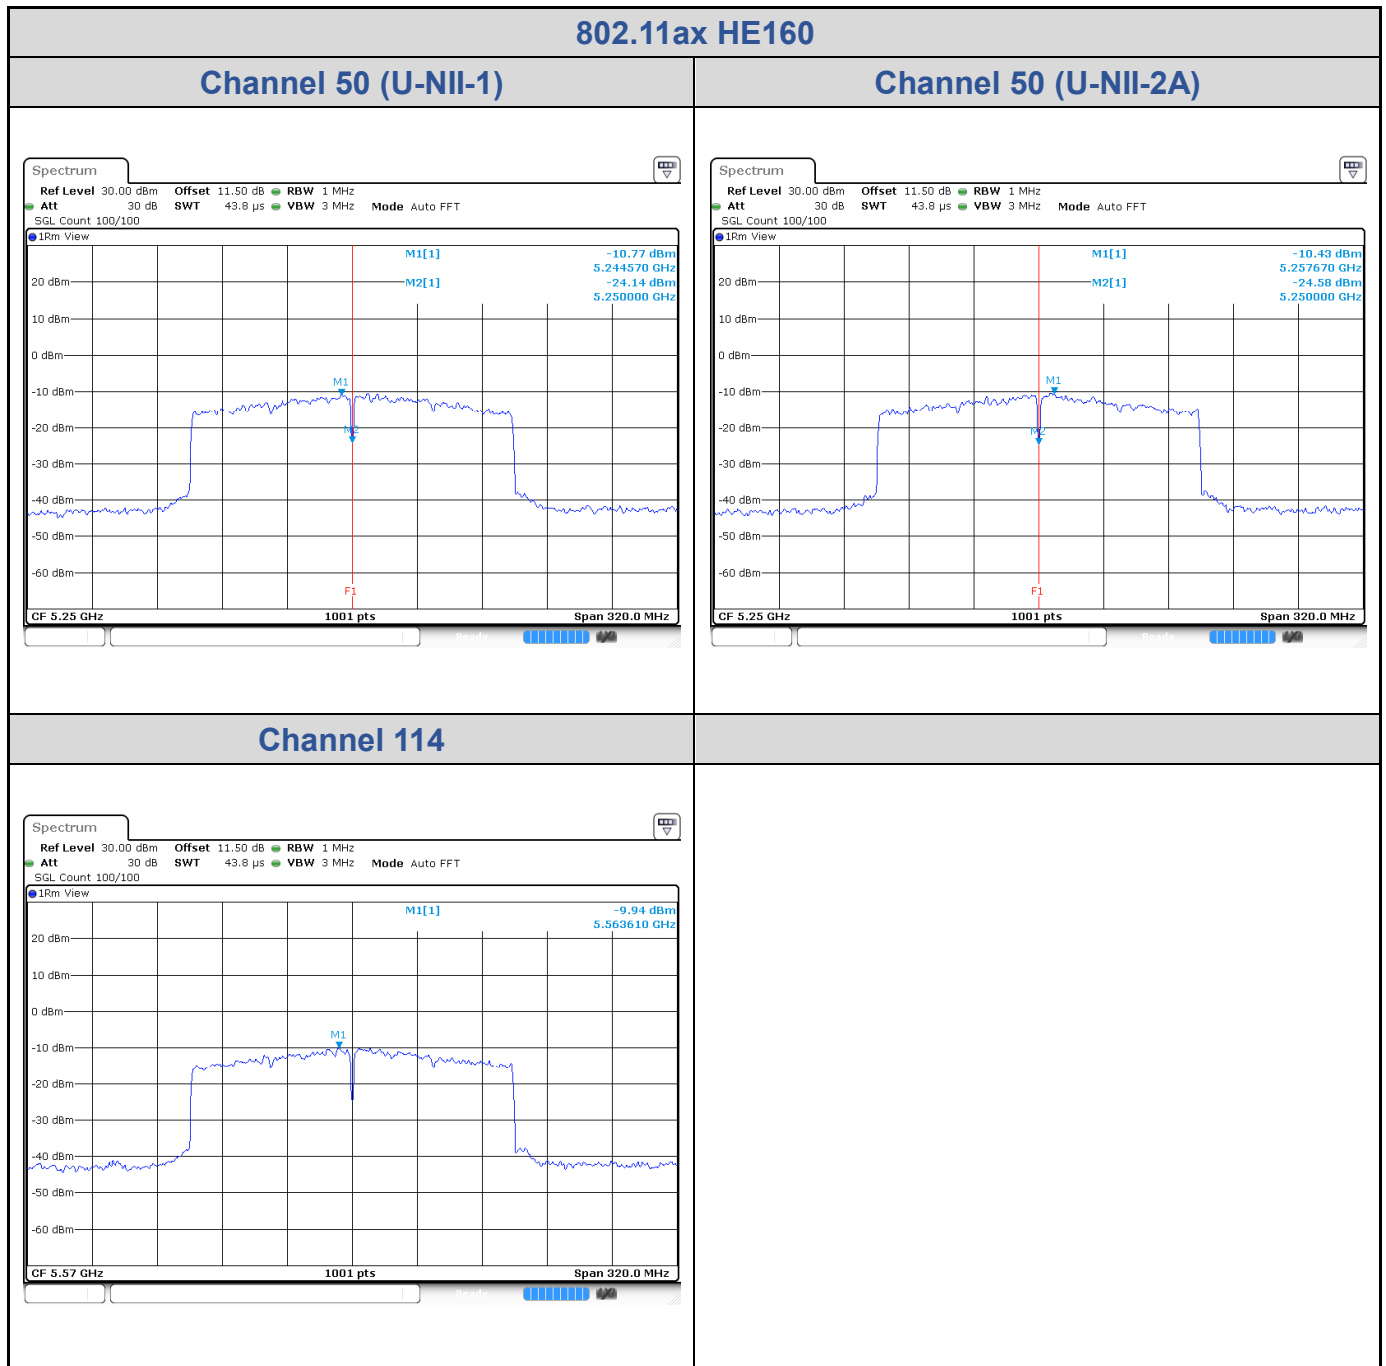 802.11ax HE160
Channel 50 (U-NII-1)
Channel 50 (U-NII-2A)
Spectrum
Ref Level 30.00 dBm Offset 11.50 dB RBW 1 MHz
Att 30 dB SWT 43.8 µs VBW 3 MHz Mode Auto FFT
SGL Count 100/100
1Rm View
M1[1] -10.77 dBm
5.244570 GHz
20 dBm
M2[1] -24.14 dBm
5.250000 GHz
10 dBm
0 dBm
M1
-10 dBm
-20 dBm
M2
-30 dBm
-40 dBm
-50 dBm
-60 dBm
F1
CF 5.25 GHz 1001 pts Span 320.0 MHz
Ready
Spectrum
Ref Level 30.00 dBm Offset 11.50 dB RBW 1 MHz
Att 30 dB SWT 43.8 µs VBW 3 MHz Mode Auto FFT
SGL Count 100/100
1Rm View
M1[1] -10.43 dBm
5.257670 GHz
20 dBm
M2[1] -24.58 dBm
5.250000 GHz
10 dBm
0 dBm
M1
-10 dBm
-20 dBm
M2
-30 dBm
-40 dBm
-50 dBm
-60 dBm
F1
CF 5.25 GHz 1001 pts Span 320.0 MHz
Ready
Channel 114
Spectrum
Ref Level 30.00 dBm Offset 11.50 dB RBW 1 MHz
Att 30 dB SWT 43.8 µs VBW 3 MHz Mode Auto FFT
SGL Count 100/100
1Rm View
M1[1] -9.94 dBm
5.563610 GHz
20 dBm
10 dBm
0 dBm
M1
-10 dBm
-20 dBm
-30 dBm
-40 dBm
-50 dBm
-60 dBm
CF 5.57 GHz 1001 pts Span 320.0 MHz
Ready